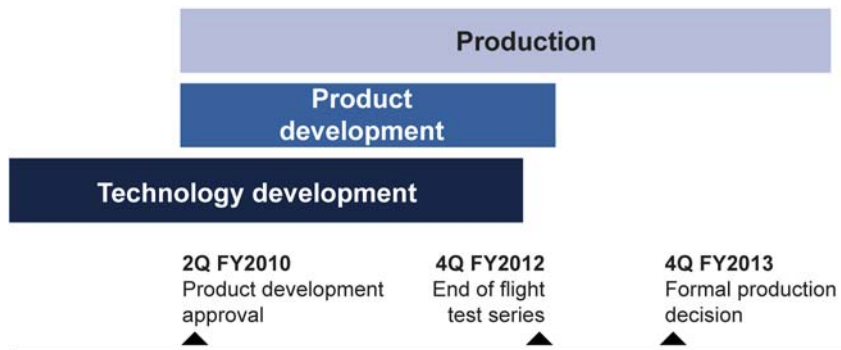 Production
Product
development
Technology development
2Q FY2010
Product development
approval
4Q FY2012
End of flight
test series
4Q FY2013
Formal production
decision